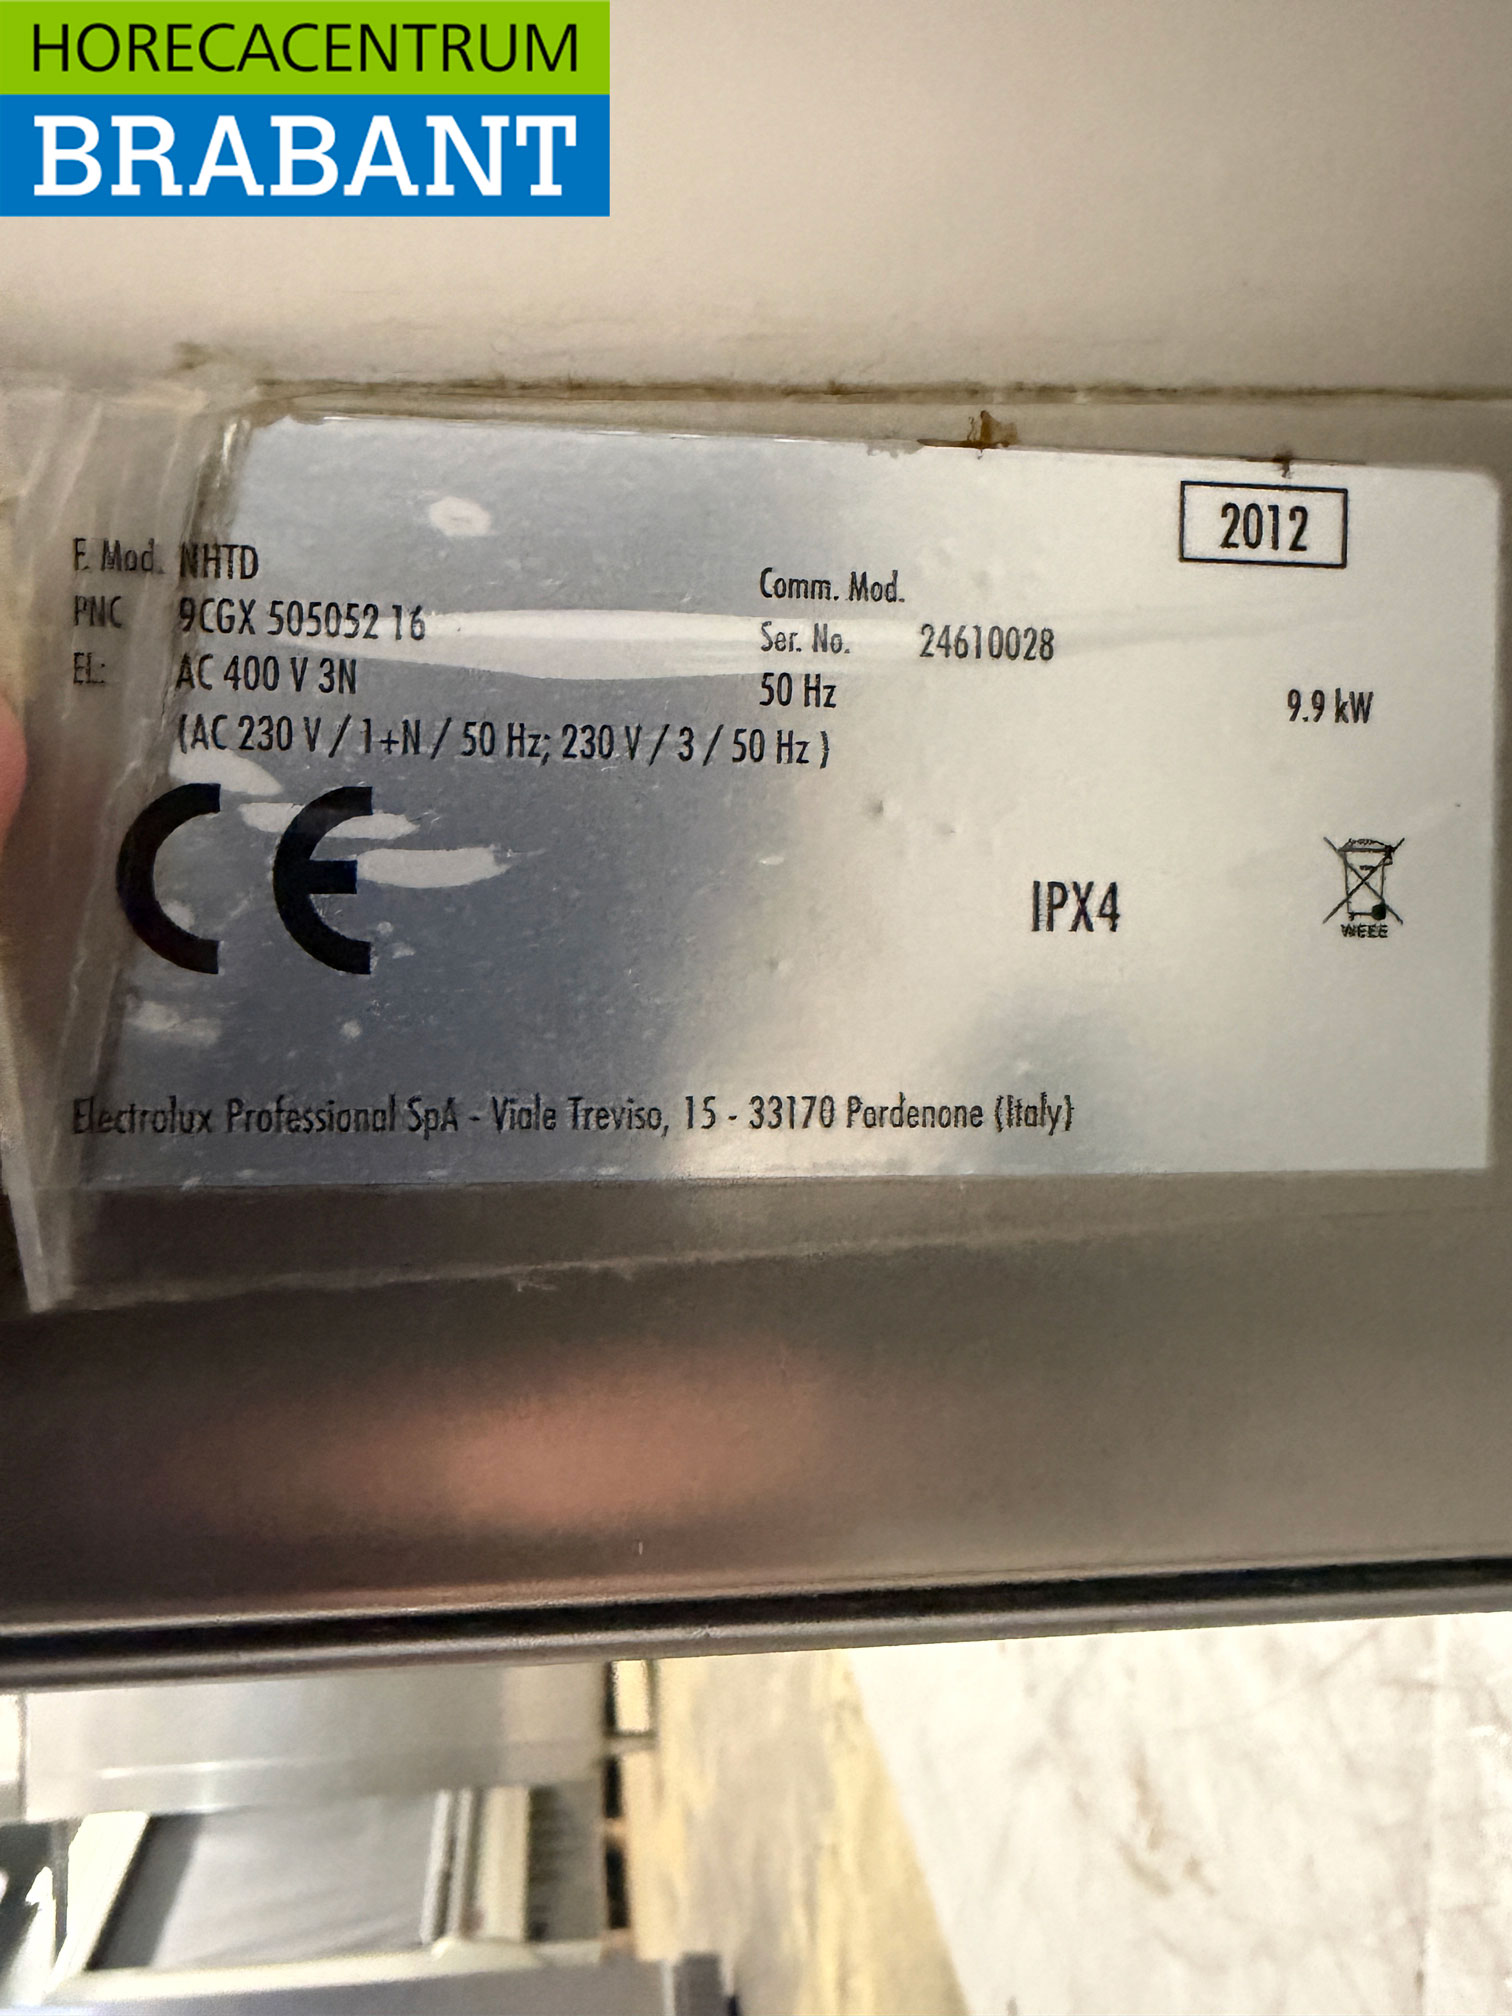 HORECACENTRUM
BRABANT
2012
F. Mod. NHTD
Comm. Mod.
PNC 9CGX 505052 16
Ser. No. 24610028
EL: AC 400 V 3N 50 Hz 9.9 kW
(AC 230 V / 1+N / 50 Hz; 230 V / 3 / 50 Hz )
CE
IPX4
WEEE
Electrolux Professional SpA - Viale Treviso, 15 - 33170 Pordenone (Italy)